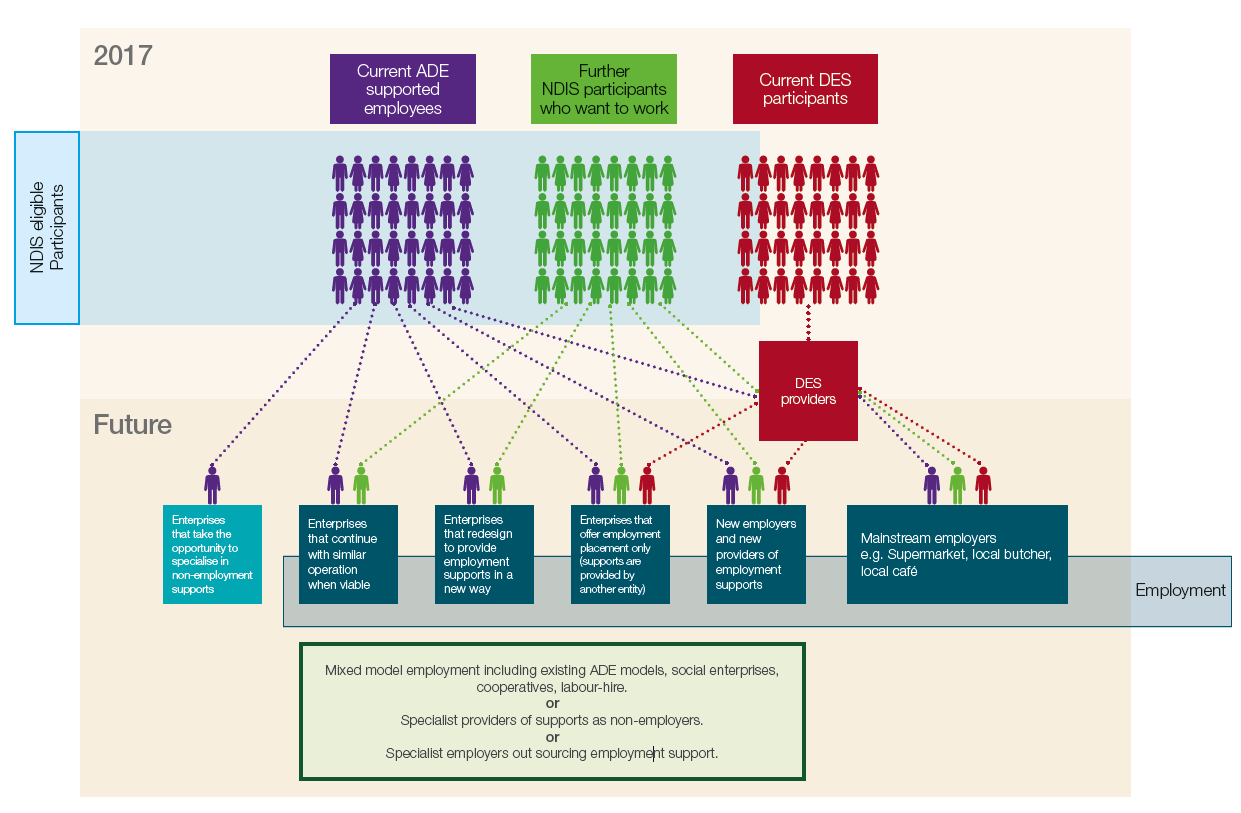 2017
Current ADE
supported
employees
Further
NDIS participants
who want to work
Current DES
participants
NDIS eligible
Participants
DES
providers
Future
Enterprises
that take the
opportunity to
specialise in
non-employment
supports
Enterprises
that continue
with similar
operation
when viable
Enterprises
that redesign
to provide
employment
supports in a
new way
Enterprises that
offer employment
placement only
(supports are
provided by
another entity)
New employers
and new
providers of
employment
supports
Mainstream employers
e.g. Supermarket, local butcher,
local café
Employment
Mixed model employment including existing ADE models, social enterprises,
cooperatives, labour-hire.
or
Specialist providers of supports as non-employers.
or
Specialist employers out sourcing employment support.